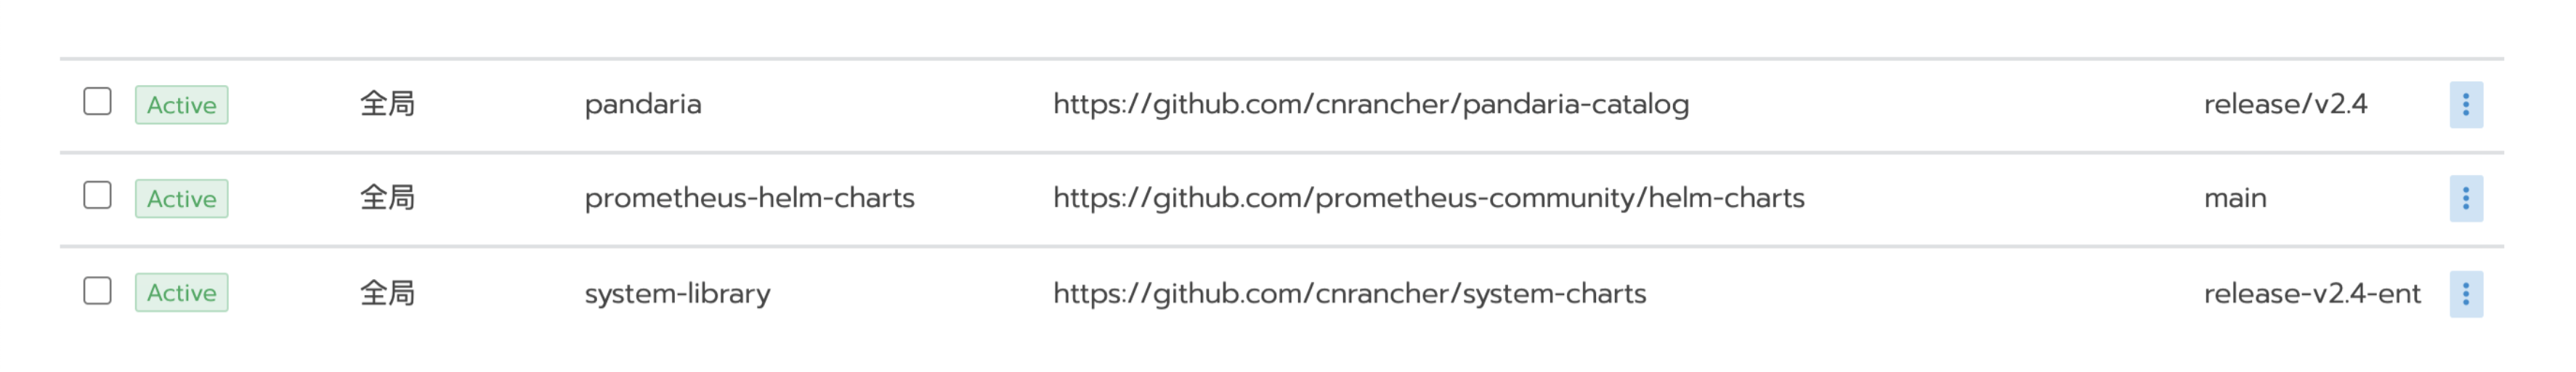 Active 全局 pandaria https://github.com/cnrancher/pandaria-catalog release/v2.4
Active 全局 prometheus-helm-charts https://github.com/prometheus-community/helm-charts main
Active 全局 system-library https://github.com/cnrancher/system-charts release-v2.4-ent